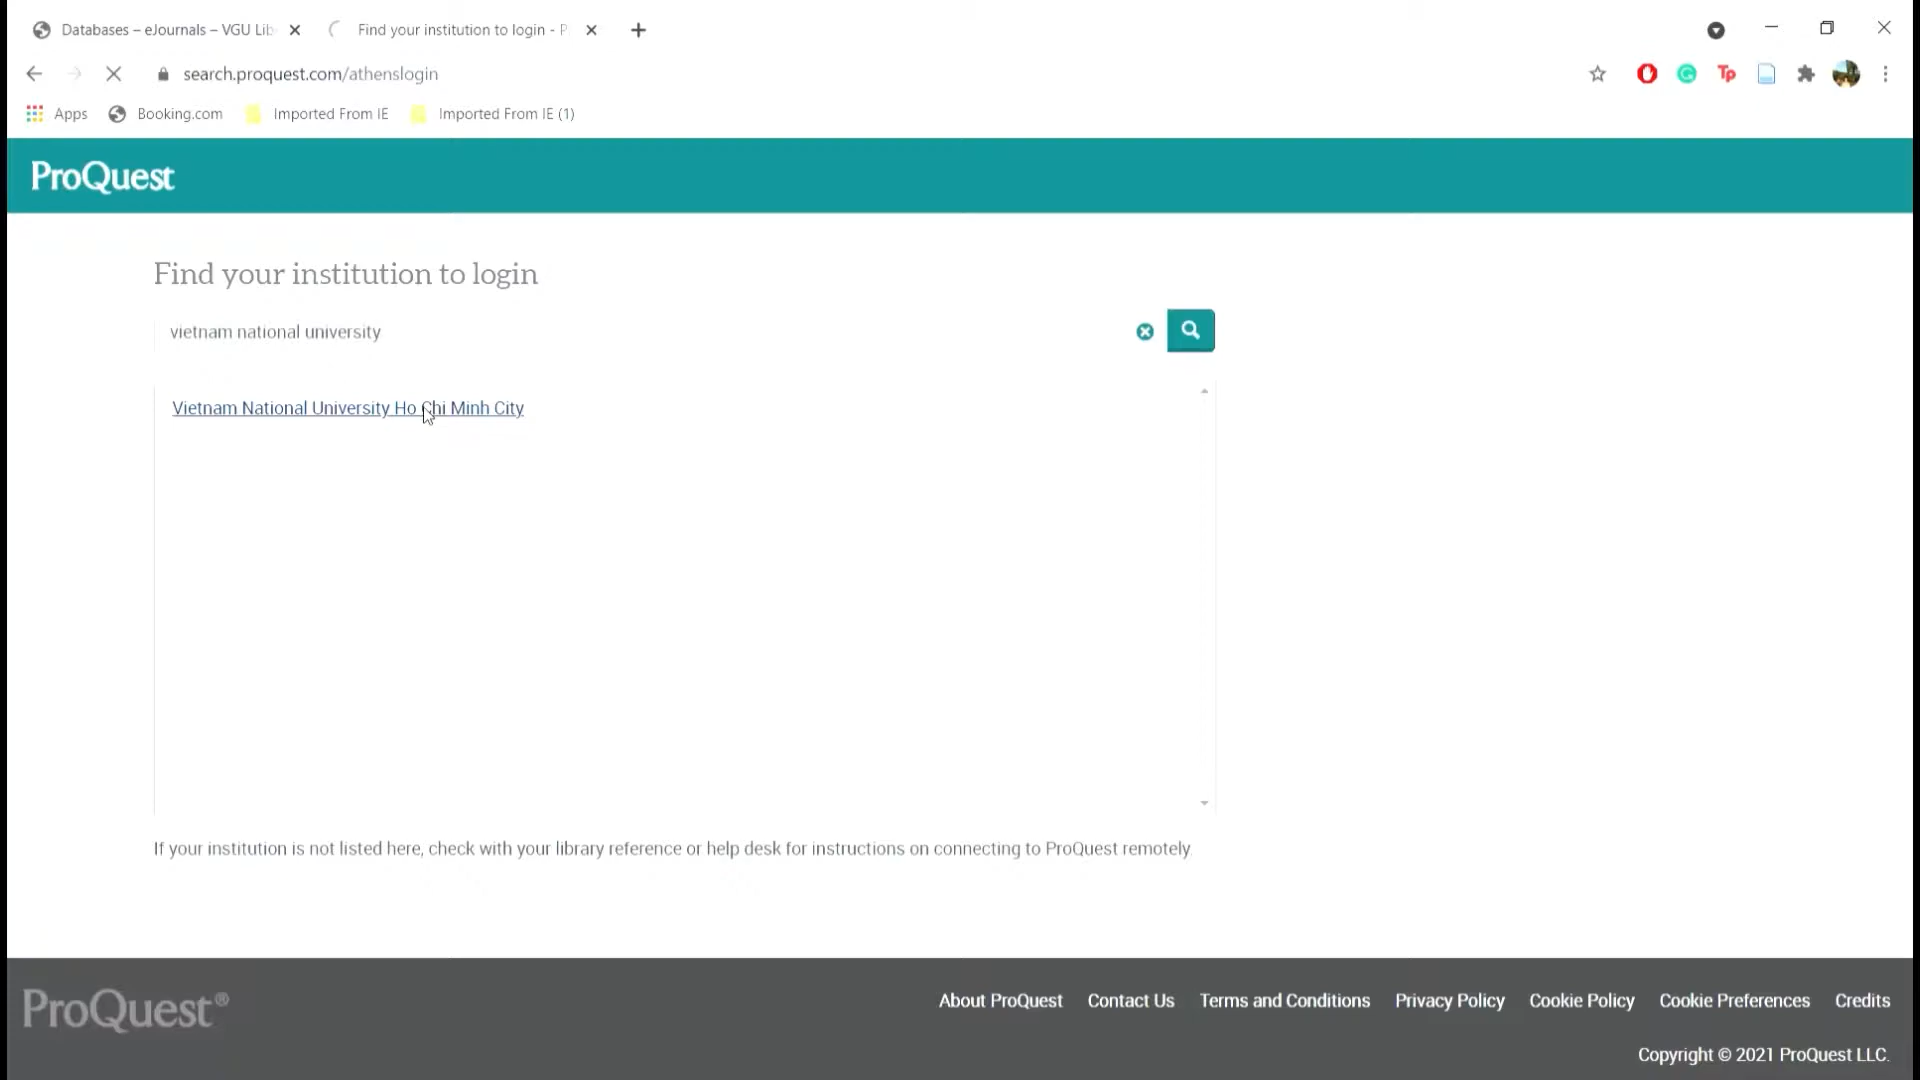 Databases – eJournals – VGU Lib
Find your institution to login - P
search.proquest.com/athenslogin
Apps
Booking.com
Imported From IE
Imported From IE (1)
Tp
ProQuest
Find your institution to login
vietnam national university
Vietnam National University Ho Chi Minh City
If your institution is not listed here, check with your library reference or help desk for instructions on connecting to ProQuest remotely.
ProQuest®
About ProQuest
Contact Us
Terms and Conditions
Privacy Policy
Cookie Policy
Cookie Preferences
Credits
Copyright © 2021 ProQuest LLC.